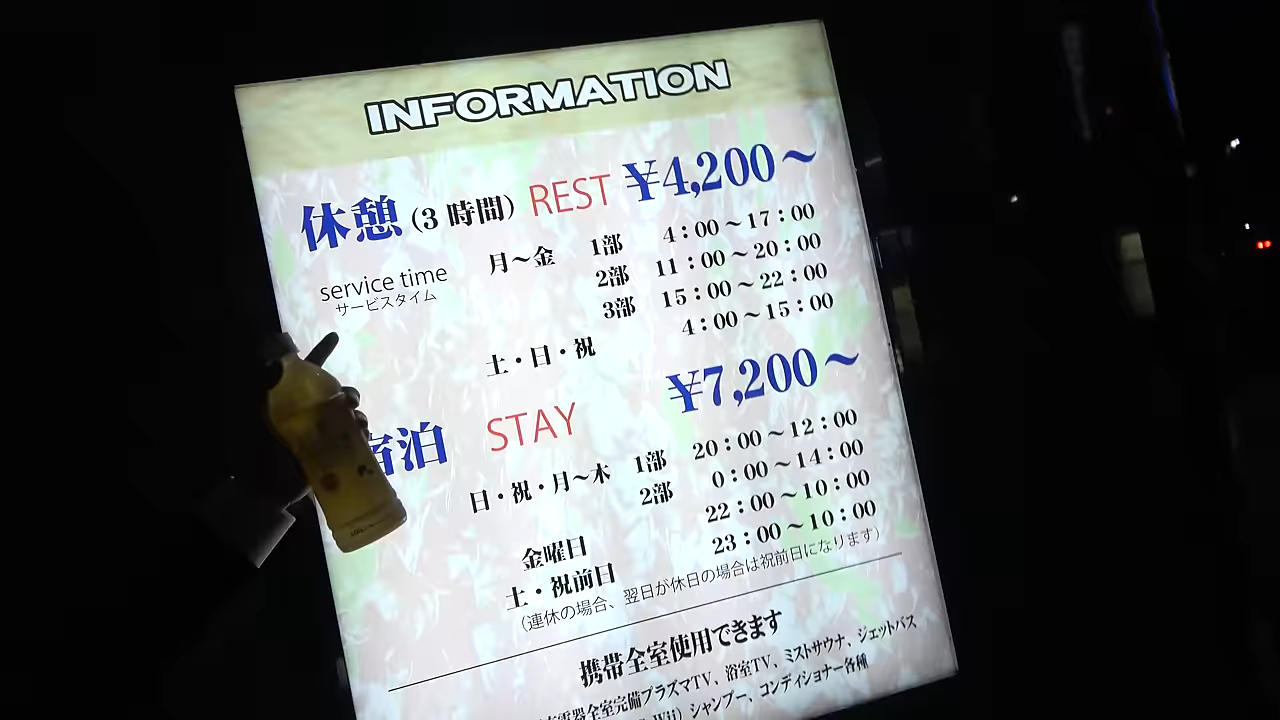 INFORMATION
休憩 (3 時間) REST ¥4,200～
service time 月～金 1部 4：00～17：00
サービスタイム 2部 11：00～20：00
3部 15：00～22：00
土・日・祝 4：00～15：00
宿泊 STAY ¥7,200～
日・祝・月～木 1部 20：00～12：00
2部 0：00～14：00
金曜日 22：00～10：00
土・祝前日 23：00～10：00
（連休の場合、翌日が休日の場合は祝前日になります）
携帯全室使用できます
電器全室完備プラズマTV、浴室TV、ミストサウナ、ジェットバス
Wii）シャンプー、コンディショナー各種